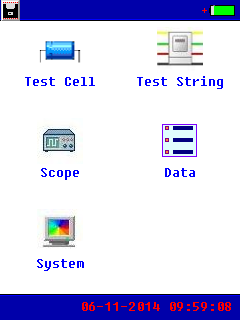 Test Cell Test String
Scope Data
System
06-11-2014 09:59:08